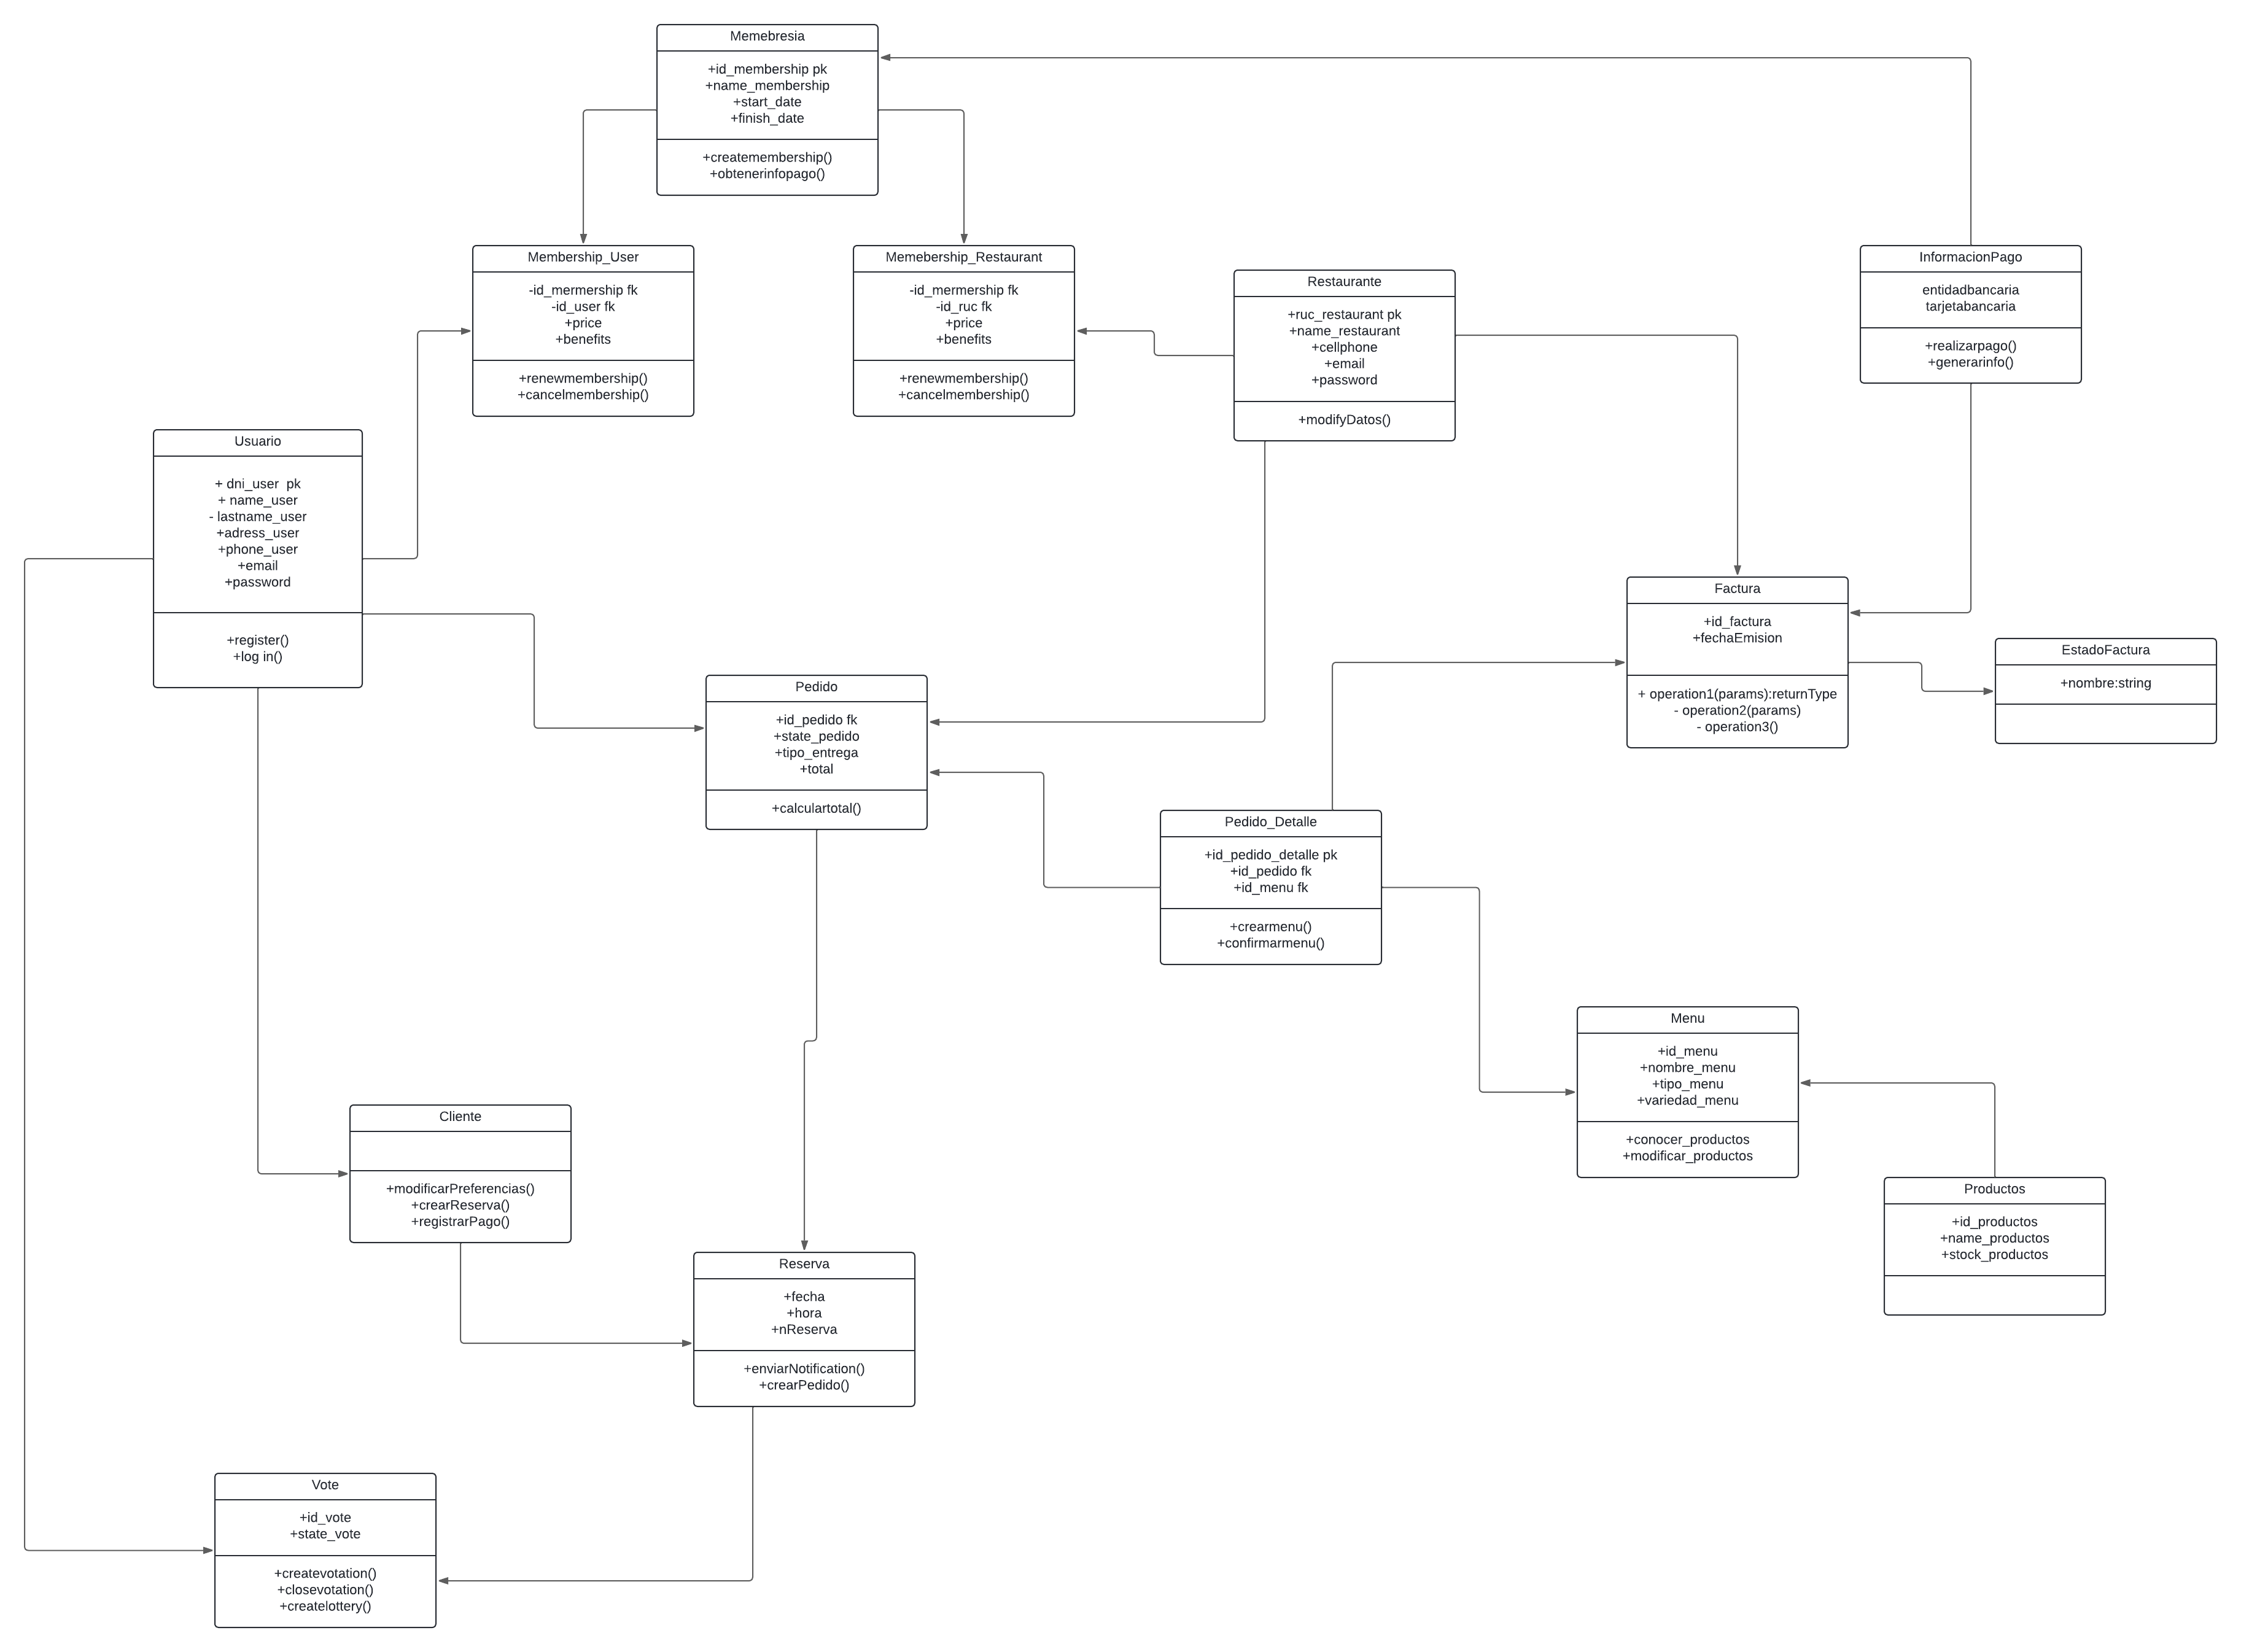 Memebresia
+id_membership pk
+name_membership
+start_date
+finish_date
+createmembership()
+obtenerinfopago()
Membership_User
-id_mermership fk
-id_user fk
+price
+benefits
+renewmembership()
+cancelmembership()
Memebership_Restaurant
-id_mermership fk
-id_ruc fk
+price
+benefits
+renewmembership()
+cancelmembership()
Restaurante
+ruc_restaurant pk
+name_restaurant
+cellphone
+email
+password
+modifyDatos()
InformacionPago
entidadbancaria
tarjetabancaria
+realizarpago()
+generarinfo()
Usuario
+ dni_user  pk
+ name_user
- lastname_user
+adress_user
+phone_user
+email
+password
+register()
+log in()
Factura
+id_factura
+fechaEmision
+ operation1(params):returnType
- operation2(params)
- operation3()
EstadoFactura
+nombre:string
Pedido
+id_pedido fk
+state_pedido
+tipo_entrega
+total
+calculartotal()
Pedido_Detalle
+id_pedido_detalle pk
+id_pedido fk
+id_menu fk
+crearmenu()
+confirmarmenu()
Menu
+id_menu
+nombre_menu
+tipo_menu
+variedad_menu
+conocer_productos
+modificar_productos
Cliente
+modificarPreferencias()
+crearReserva()
+registrarPago()
Productos
+id_productos
+name_productos
+stock_productos
Reserva
+fecha
+hora
+nReserva
+enviarNotification()
+crearPedido()
Vote
+id_vote
+state_vote
+createvotation()
+closevotation()
+createlottery()